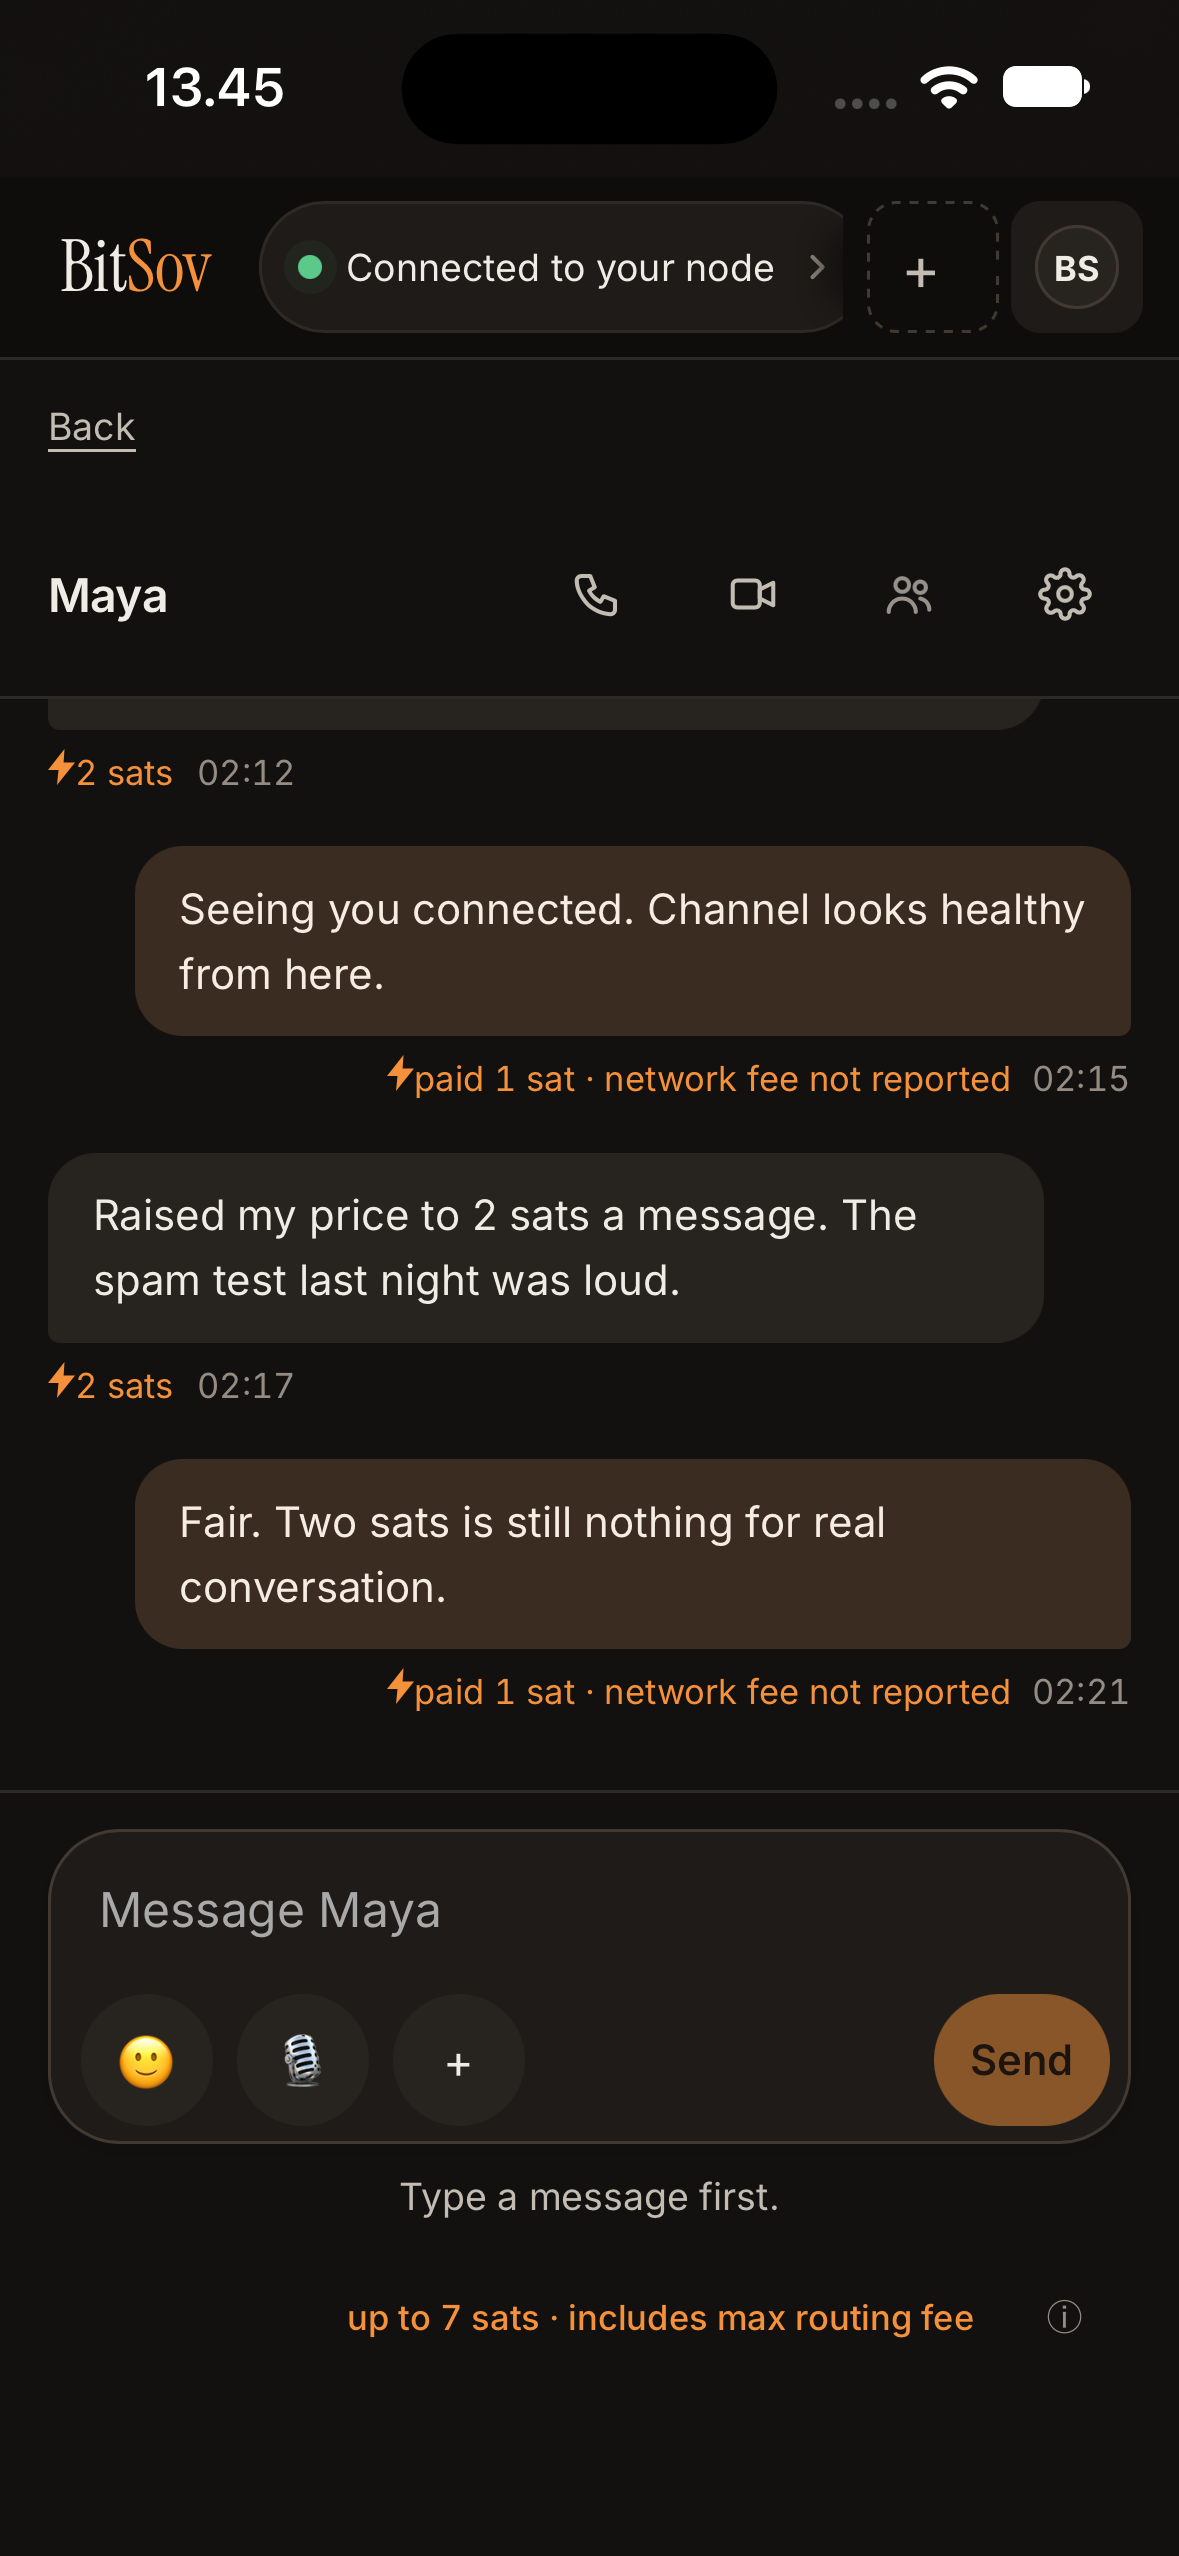 13.45
BitSov
Connected to your node
+
BS
Back
Maya
2 sats 02:12
Seeing you connected. Channel looks healthy
from here.
paid 1 sat · network fee not reported 02:15
Raised my price to 2 sats a message. The
spam test last night was loud.
2 sats 02:17
Fair. Two sats is still nothing for real
conversation.
paid 1 sat · network fee not reported 02:21
Message Maya
+
Send
Type a message first.
up to 7 sats · includes max routing fee